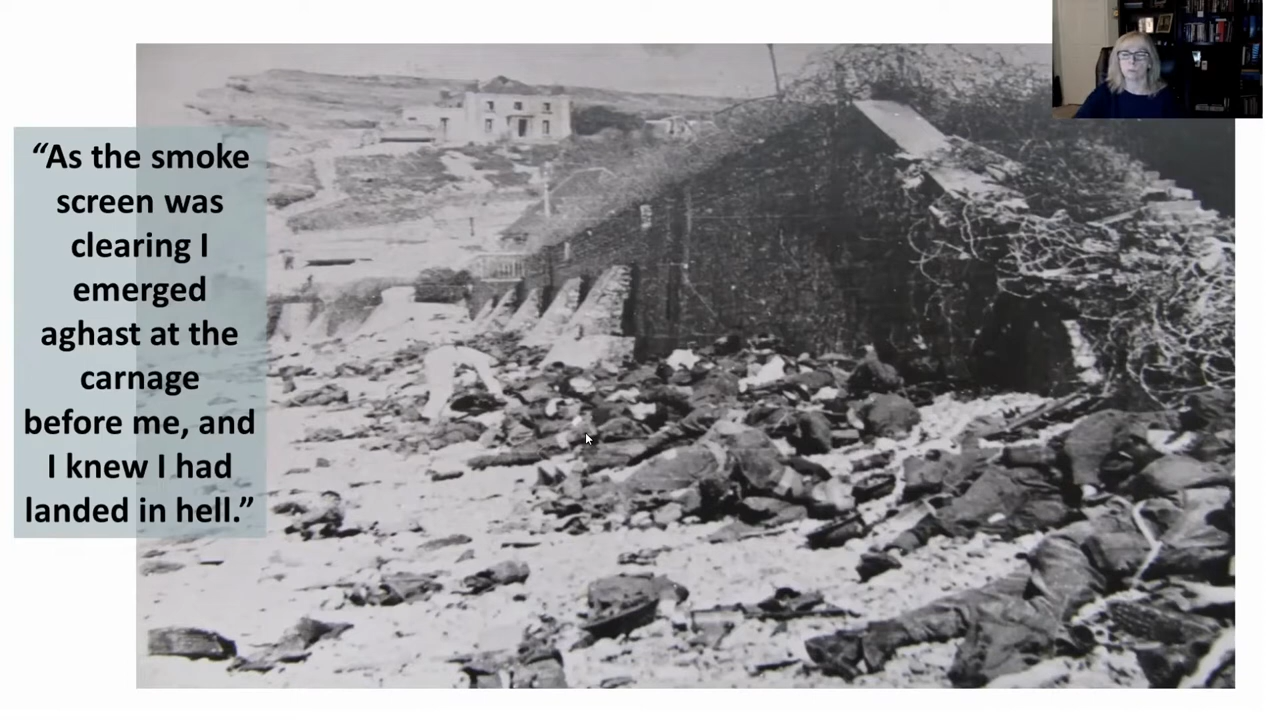 “As the smoke
screen was
clearing I
emerged
aghast at the
carnage
before me, and
I knew I had
landed in hell.”